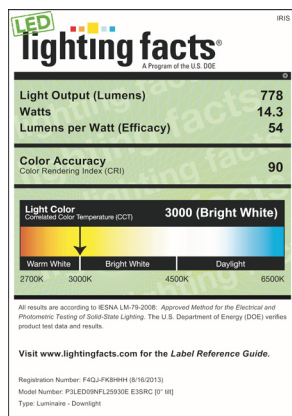 IRIS
LED
lighting facts®
A Program of the U.S. DOE
Light Output (Lumens) 778
Watts 14.3
Lumens per Watt (Efficacy) 54
Color Accuracy 90
Color Rendering Index (CRI)
Light Color 3000 (Bright White)
Correlated Color Temperature (CCT)
Warm White Bright White Daylight
2700K 3000K 4500K 6500K
All results are according to IESNA LM-79-2008: Approved Method for the Electrical and
Photometric Testing of Solid-State Lighting. The U.S. Department of Energy (DOE) verifies
product test data and results.
Visit www.lightingfacts.com for the Label Reference Guide.
Registration Number: F4QJ-FK8HHH (8/16/2013)
Model Number: P3LED09NFL25930E E3SRC [0° tilt]
Type: Luminaire - Downlight